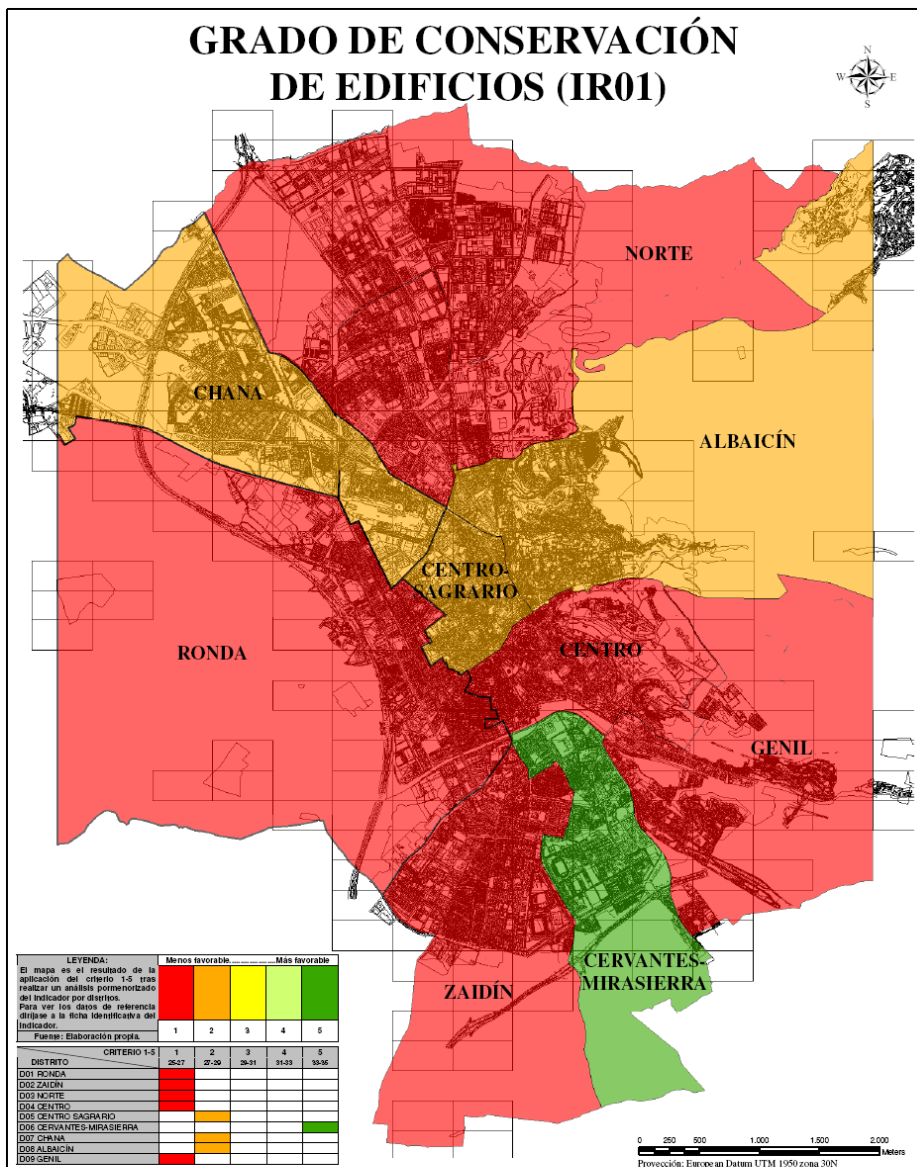 GRADO DE CONSERVACIÓN
DE EDIFICIOS (IR01)
N
W E
S
NORTE
CHANA
ALBAICÍN
CENTRO-
SAGRARIO
RONDA
CENTRO
GENIL
CERVANTES-
MIRASIERRA
ZAIDÍN
LEYENDA:
El mapa es el resultado de la
aplicación del criterio 1-5 tras
realizar un análisis pormenorizado
del indicador por distritos.
Para ver los datos de referencia
diríjase a la ficha identificativa del
indicador.
Fuente: Elaboración propia.
Menos favorable..................Más favorable
1 2 3 4 5
CRITERIO 1-5 1 2 3 4 5
DISTRITO 25-27 27-29 29-31 31-33 33-35
D01 RONDA
D02 ZAIDÍN
D03 NORTE
D04 CENTRO
D05 CENTRO SAGRARIO
D06 CERVANTES-MIRASIERRA
D07 CHANA
D08 ALBAICÍN
D09 GENIL
0 250 500 1.000 1.500 2.000
Meters
Proyección: European Datum UTM 1950 zona 30N